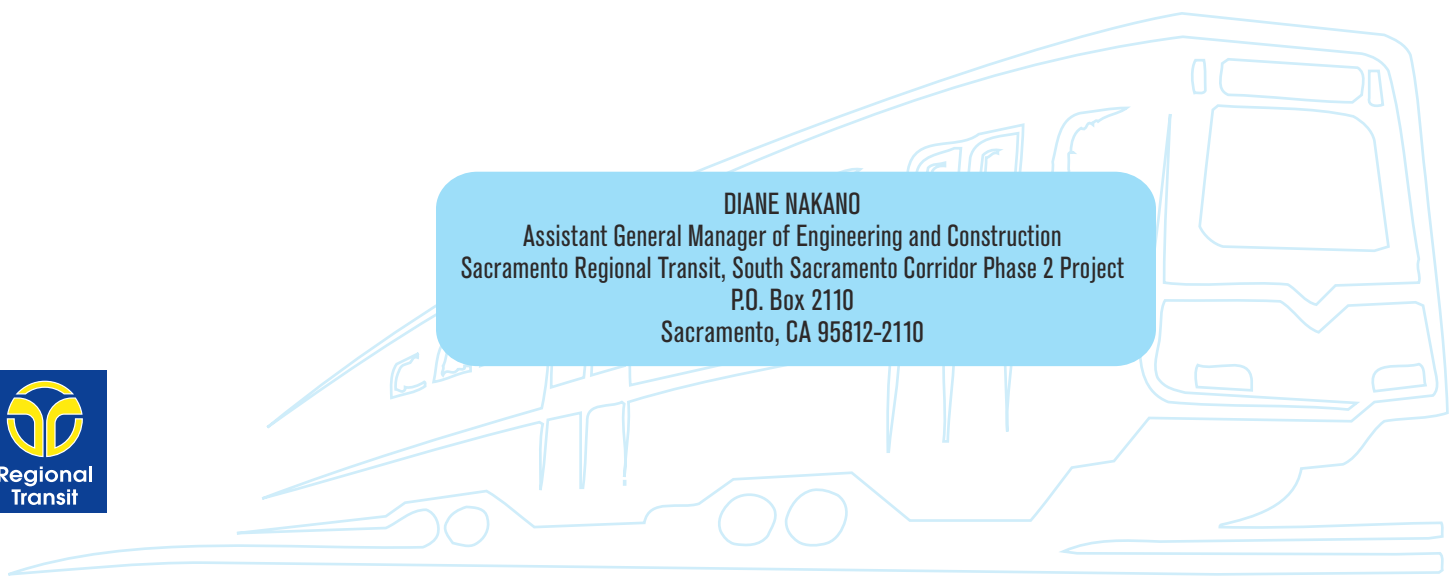 DIANE NAKANO
Assistant General Manager of Engineering and Construction
Sacramento Regional Transit, South Sacramento Corridor Phase 2 Project
P.O. Box 2110
Sacramento, CA 95812-2110
Regional
Transit